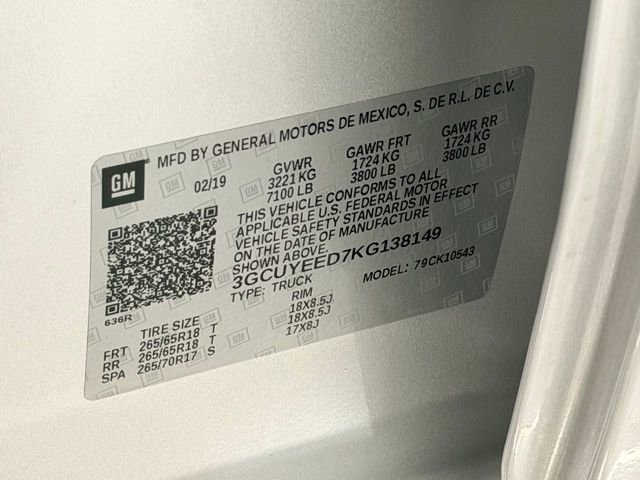 MFD BY GENERAL MOTORS DE MEXICO, S. DE R.L. DE C.V.
GM
02/19
GVWR GAWR FRT GAWR RR
3221 KG 1724 KG 1724 KG
7100 LB 3800 LB 3800 LB
THIS VEHICLE CONFORMS TO ALL
APPLICABLE U.S. FEDERAL MOTOR
VEHICLE SAFETY STANDARDS IN EFFECT
ON THE DATE OF MANUFACTURE
SHOWN ABOVE.
3GCUYEED7KG138149
TYPE: TRUCK MODEL: 79CK10543
636R
TIRE SIZE RIM
FRT 265/65R18 T 18X8.5J
RR 265/65R18 T 18X8.5J
SPA 265/70R17 S 17X8J